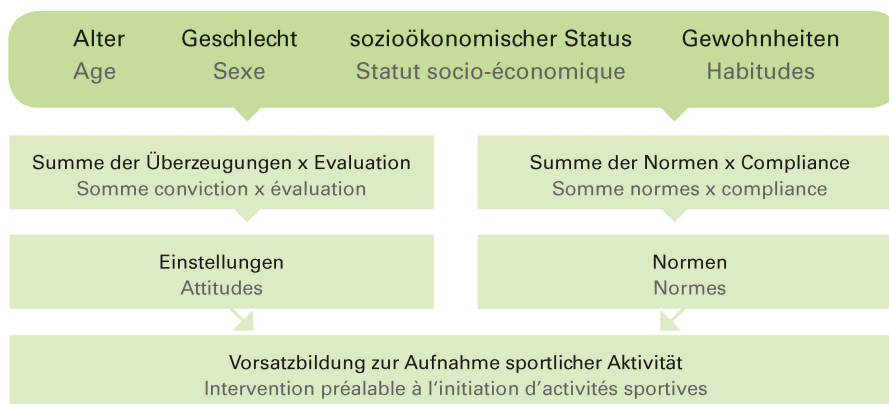 Alter Geschlecht sozioökonomischer Status Gewohnheiten
Age Sexe Statut socio-économique Habitudes
Summe der Überzeugungen x Evaluation
Somme conviction x évaluation
Summe der Normen x Compliance
Somme normes x compliance
Einstellungen
Attitudes
Normen
Normes
Vorsatzbildung zur Aufnahme sportlicher Aktivität
Intervention préalable à l'initiation d'activités sportives